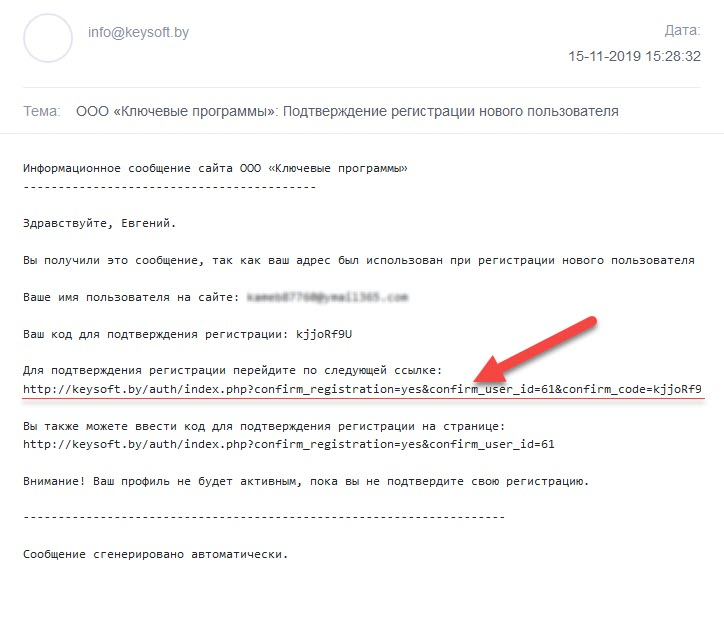 info@keysoft.by
Дата:
15-11-2019 15:28:32
Тема: ООО «Ключевые программы»: Подтверждение регистрации нового пользователя
Информационное сообщение сайта ООО «Ключевые программы»
------------------------------------------
Здравствуйте, Евгений.
Вы получили это сообщение, так как ваш адрес был использован при регистрации нового пользователя
Ваше имя пользователя на сайте:
Ваш код для подтверждения регистрации: kjjoRf9U
Для подтверждения регистрации перейдите по следующей ссылке:
http://keysoft.by/auth/index.php?confirm_registration=yes&confirm_user_id=61&confirm_code=kjjoRf9
Вы также можете ввести код для подтверждения регистрации на странице:
http://keysoft.by/auth/index.php?confirm_registration=yes&confirm_user_id=61
Внимание! Ваш профиль не будет активным, пока вы не подтвердите свою регистрацию.
---------------------------------------------------------------------
Сообщение сгенерировано автоматически.